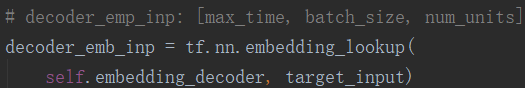 # decoder_emp_inp: [max_time, batch_size, num_units]
decoder_emb_inp = tf.nn.embedding_lookup(
self.embedding_decoder, target_input)